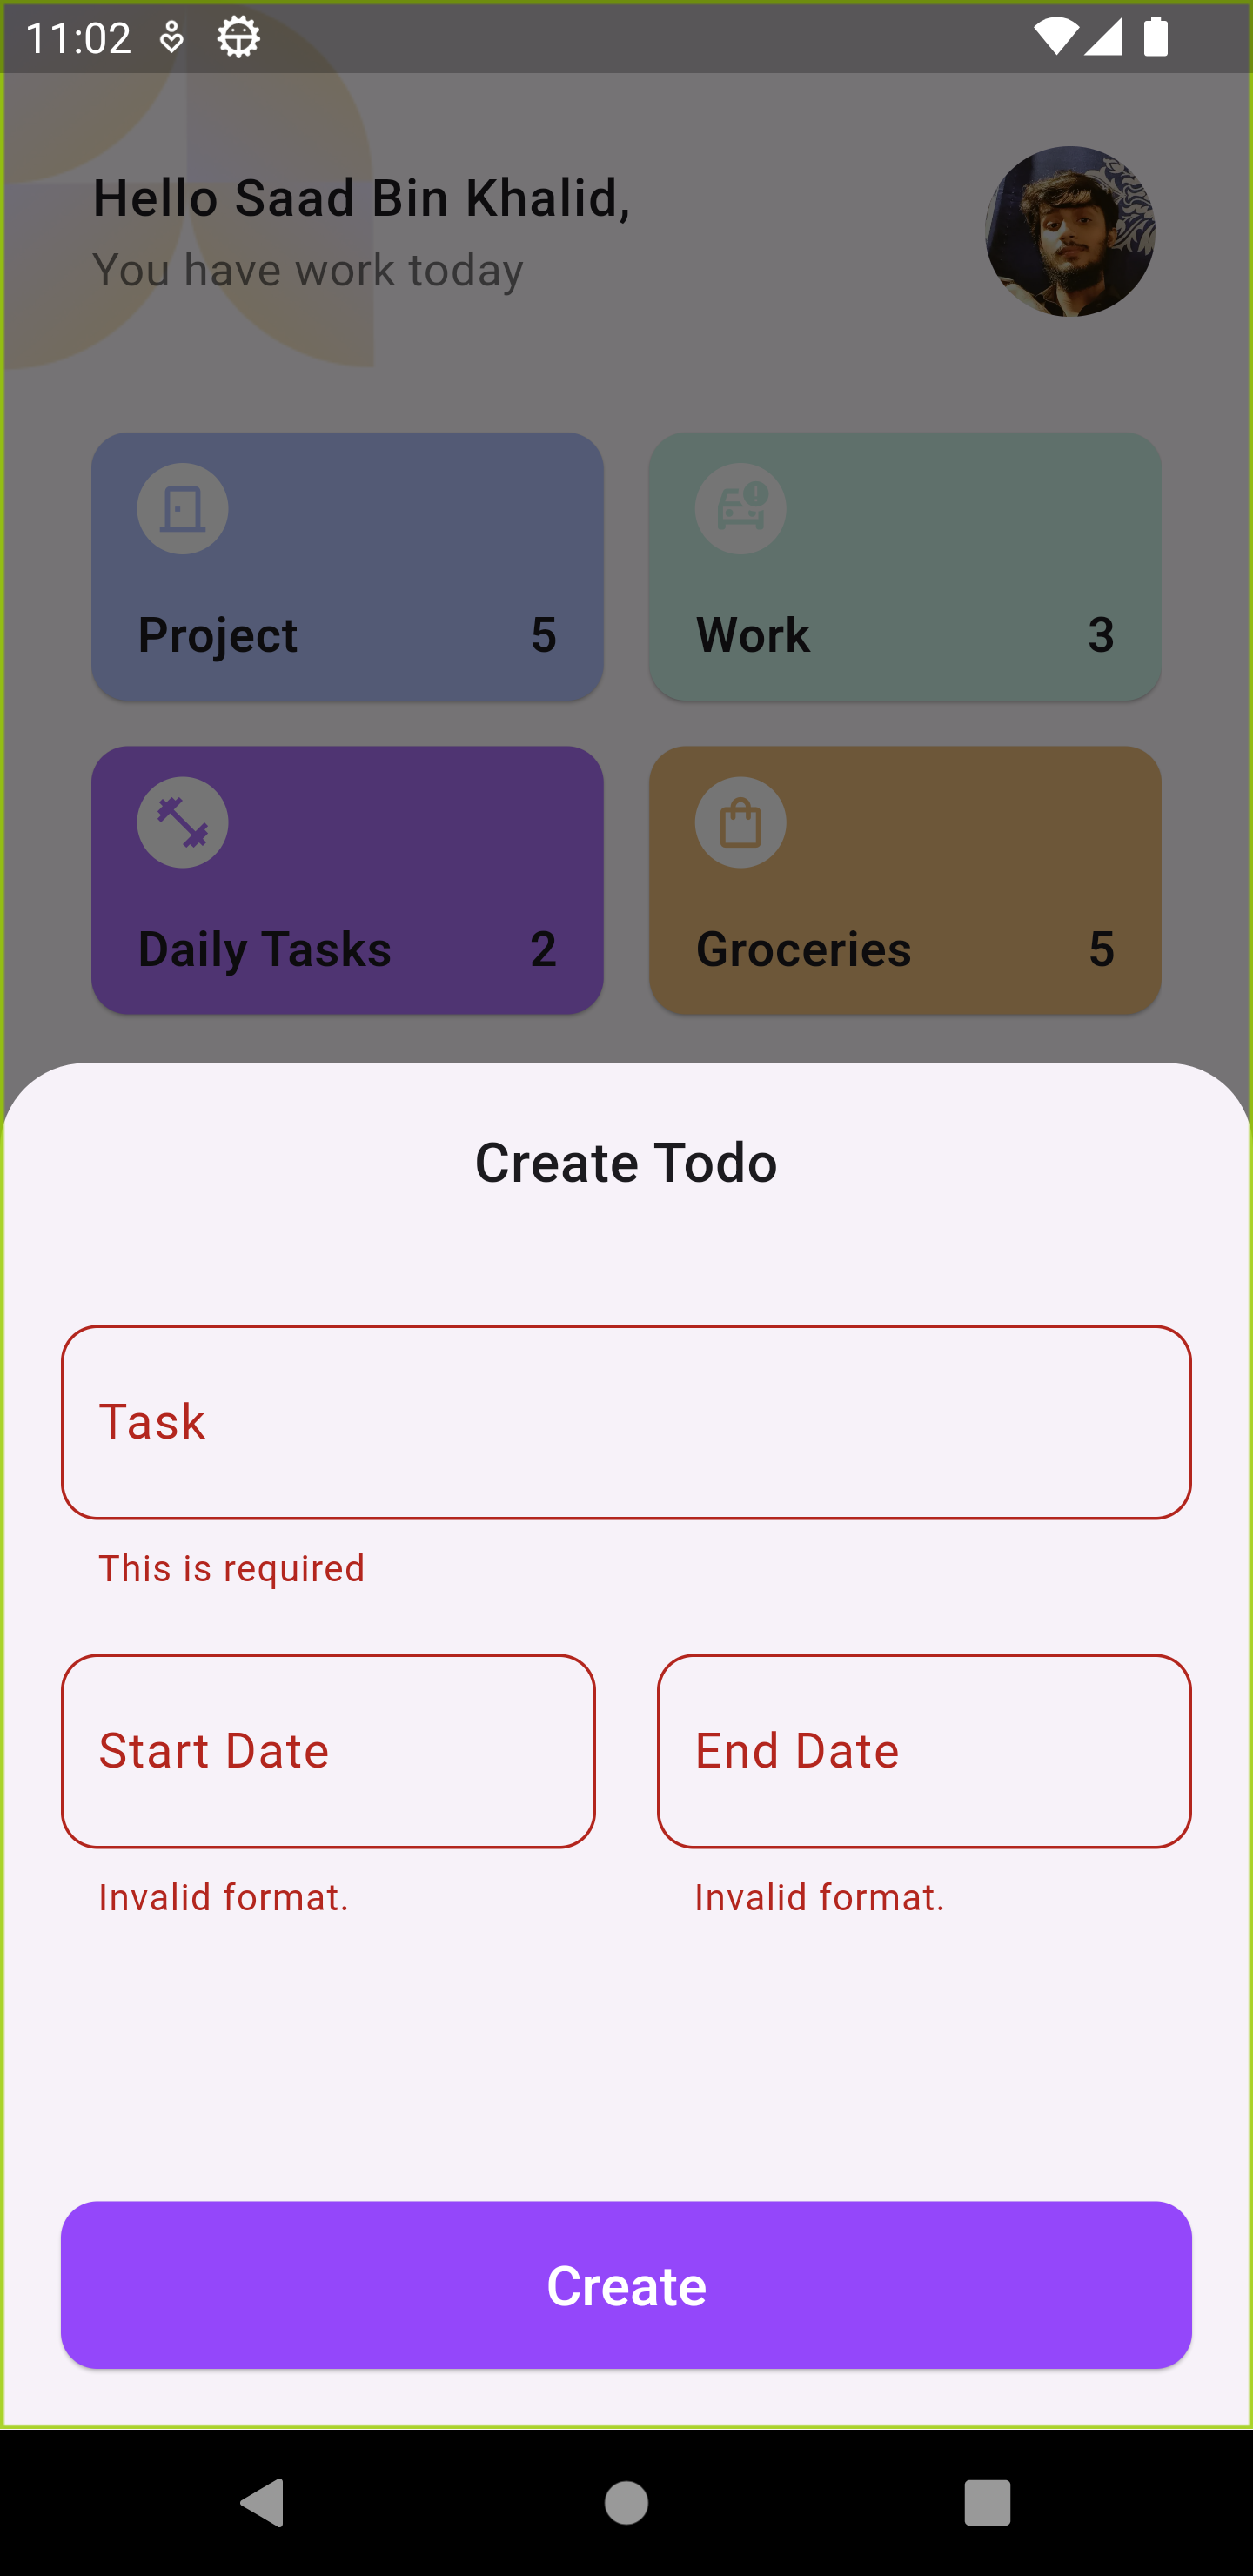 11:02
Hello Saad Bin Khalid,
You have work today
Project 5
Work 3
Daily Tasks 2
Groceries 5
Create Todo
Task
This is required
Start Date
End Date
Invalid format.
Invalid format.
Create